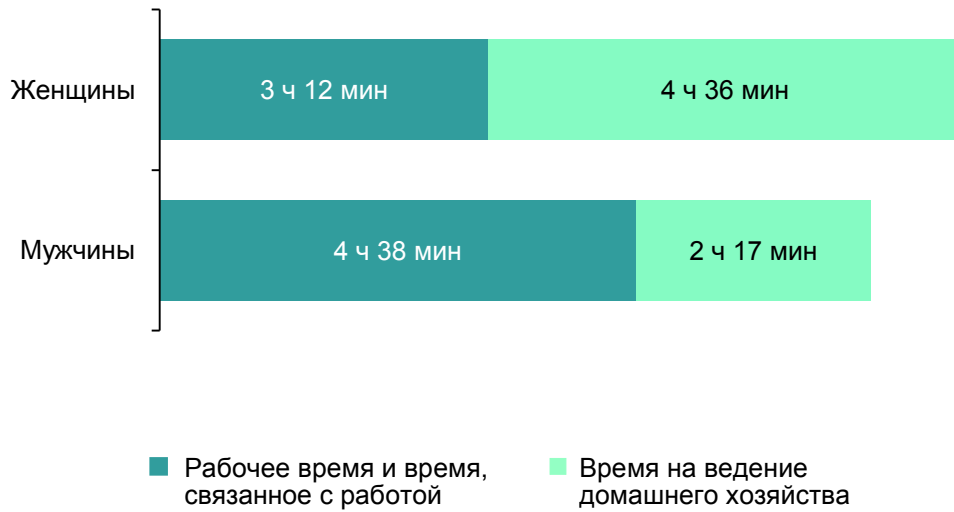 Женщины
3 ч 12 мин
4 ч 36 мин
Мужчины
4 ч 38 мин
2 ч 17 мин
Рабочее время и время,
связанное с работой
Время на ведение
домашнего хозяйства